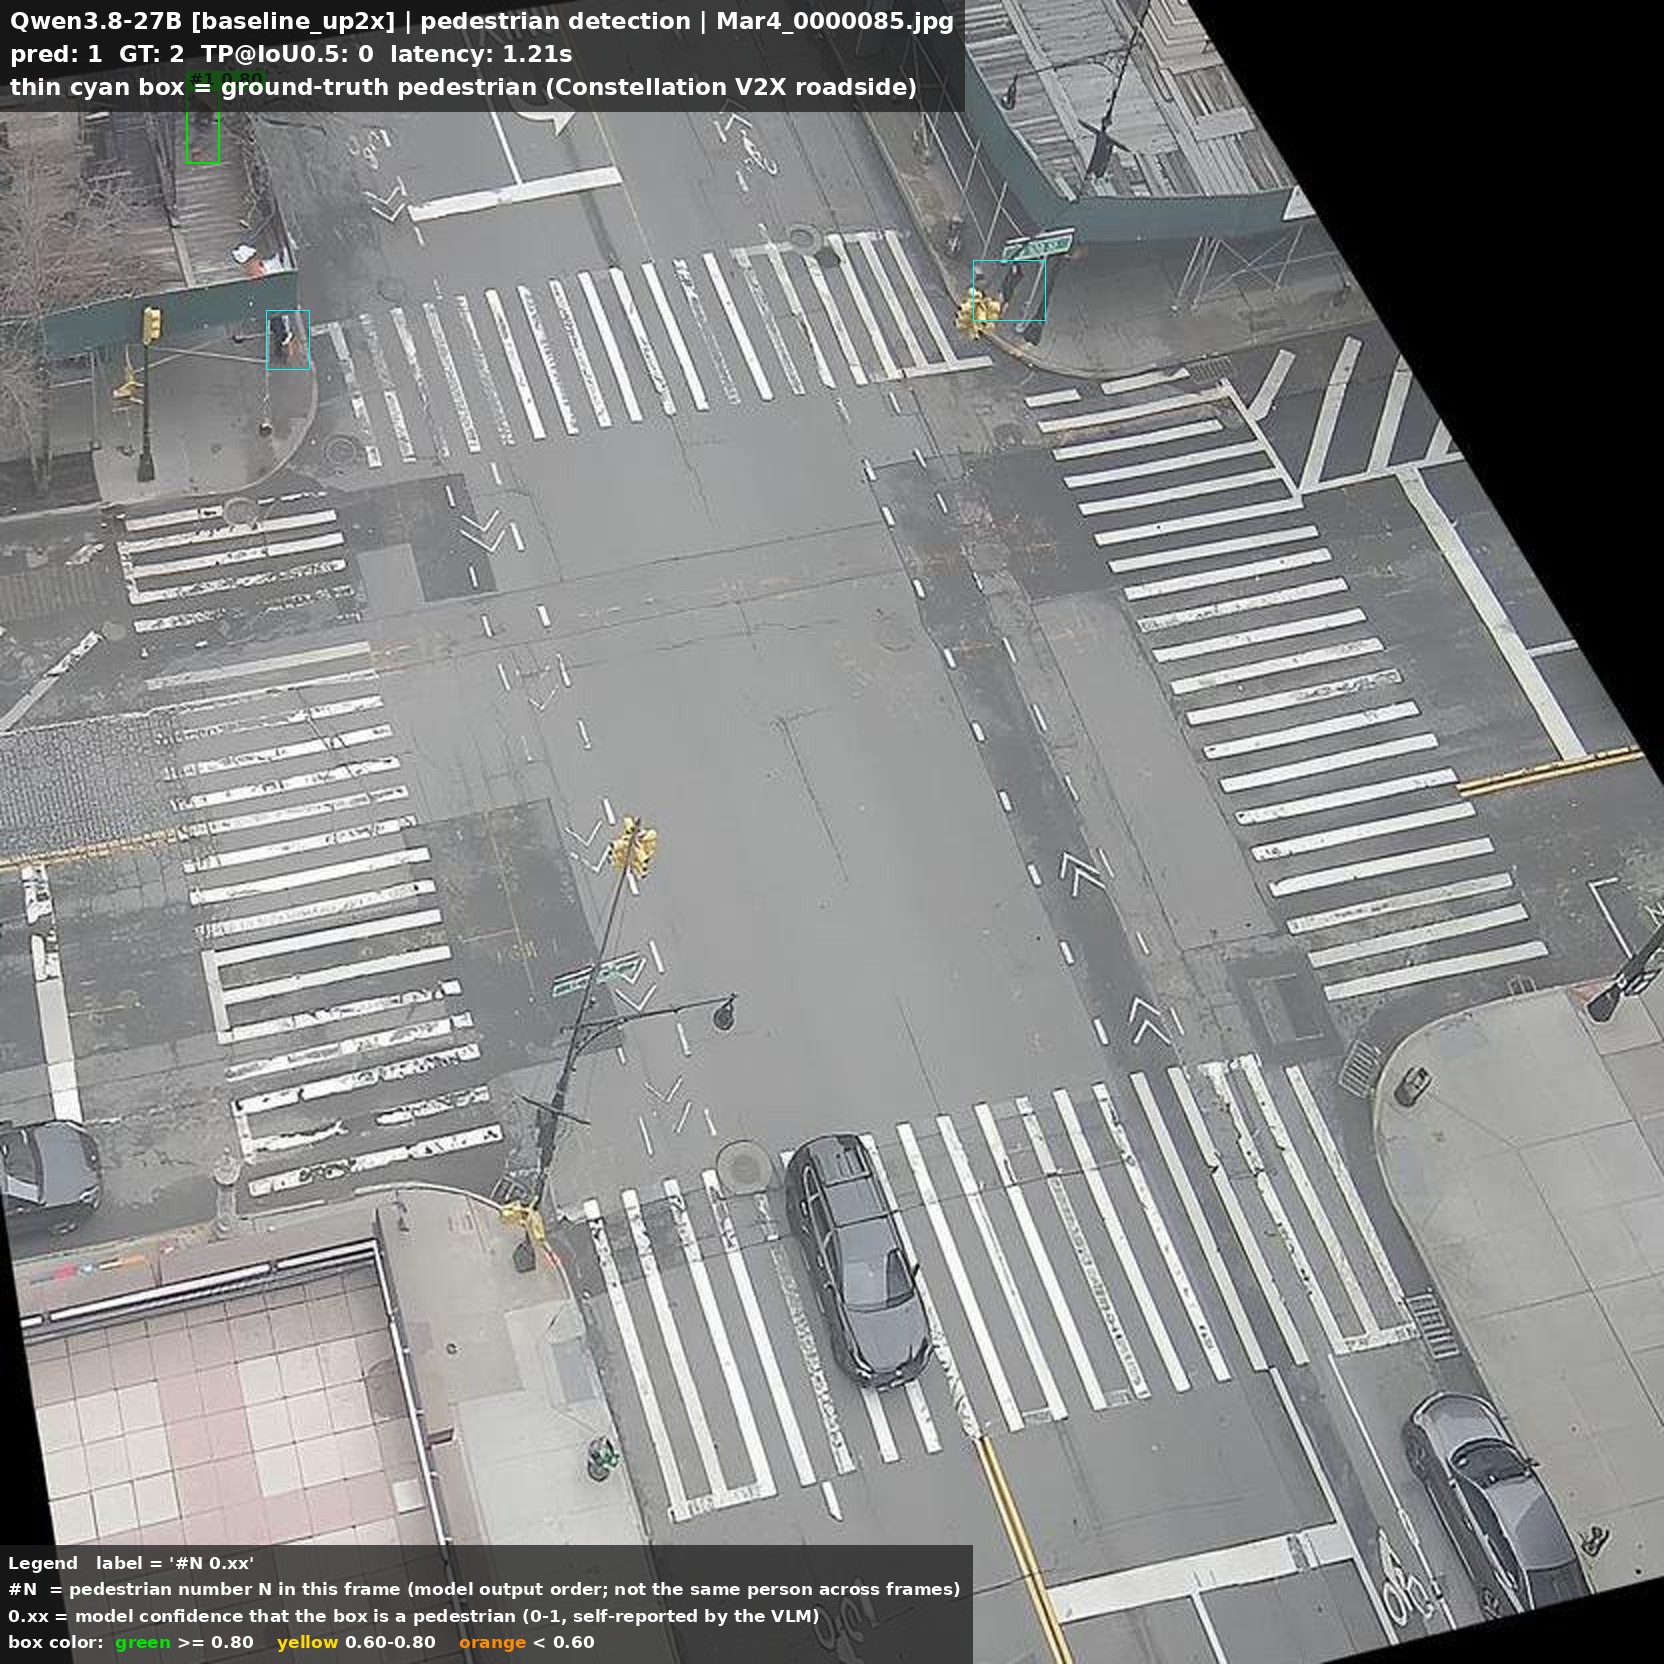 Qwen3.8-27B [baseline_up2x] | pedestrian detection | Mar4_0000085.jpg
pred: 1  GT: 2  TP@IoU0.5: 0  latency: 1.21s
#1 0.80
thin cyan box = ground-truth pedestrian (Constellation V2X roadside)
Legend   label = '#N 0.xx'
#N  = pedestrian number N in this frame (model output order; not the same person across frames)
0.xx = model confidence that the box is a pedestrian (0-1, self-reported by the VLM)
box color:  green >= 0.80    yellow 0.60-0.80    orange < 0.60